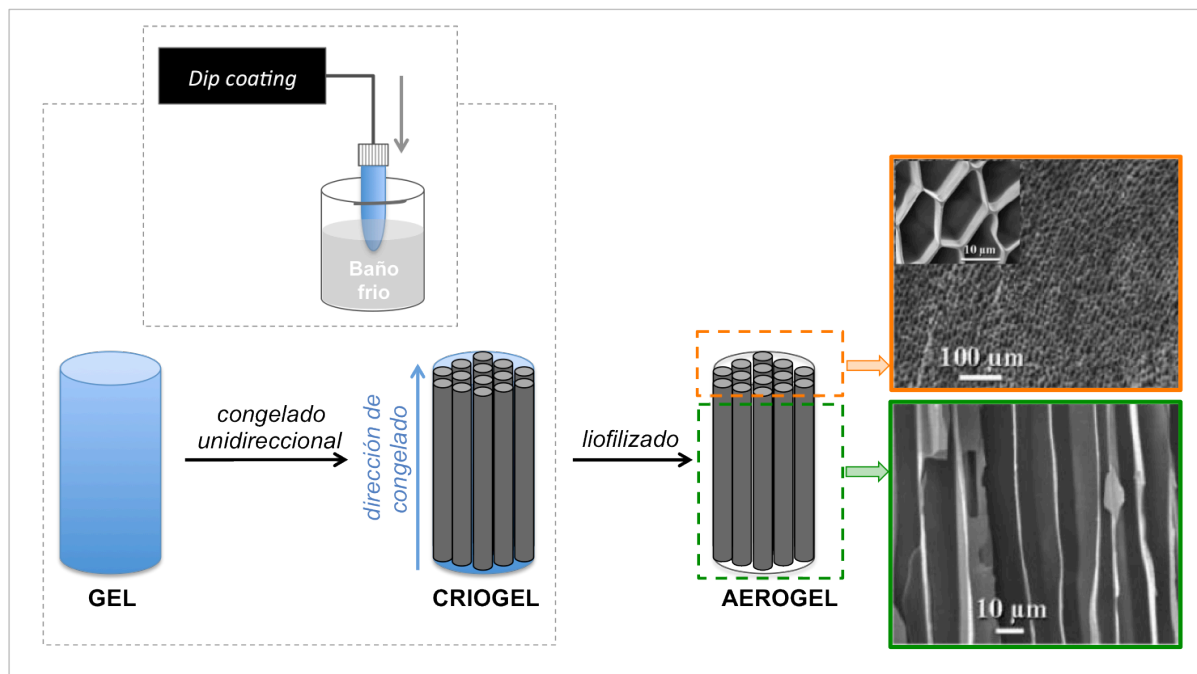 Dip coating
Baño
frio
GEL
congelado
unidireccional
dirección de
congelado
CRIOGEL
liofilizado
AEROGEL
10 µm
100 µm
10 µm